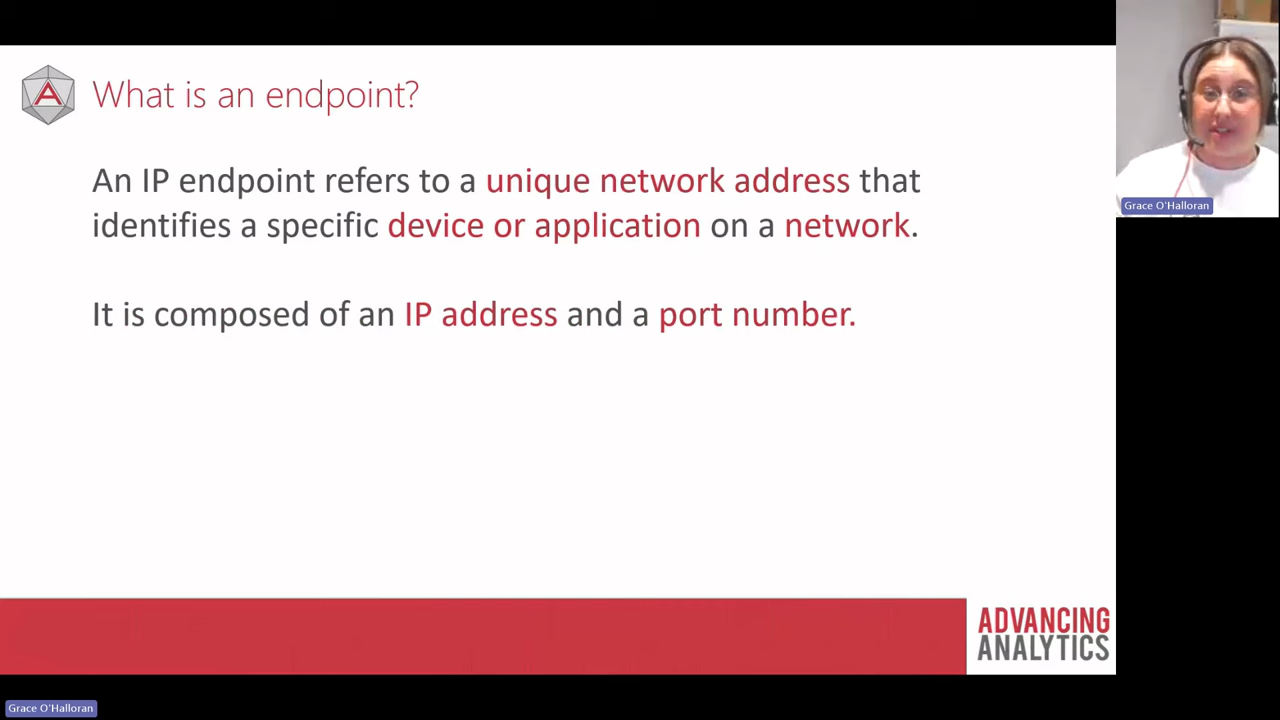 A
What is an endpoint?
An IP endpoint refers to a unique network address that
identifies a specific device or application on a network.
It is composed of an IP address and a port number.
Grace O'Halloran
ADVANCING
ANALYTICS
Grace O'Halloran